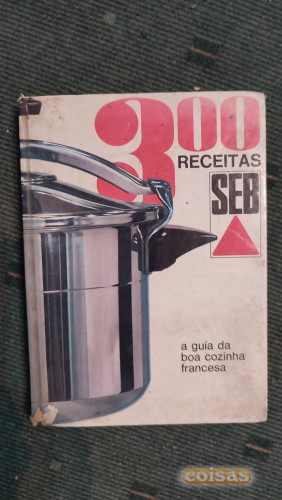 300
RECEITAS
SEB
a guia da
boa cozinha
francesa
coisas